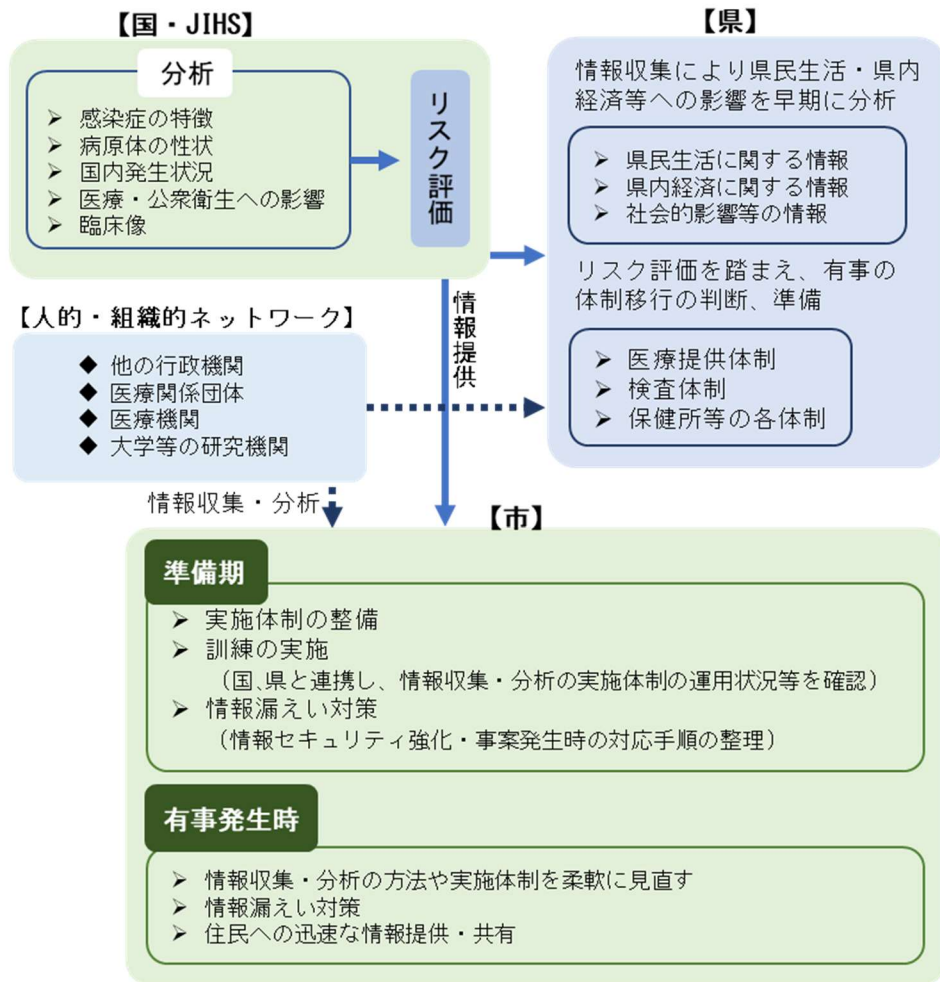 【国・JIHS】
分析
➢ 感染症の特徴
➢ 病原体の性状
➢ 国内発生状況
➢ 医療・公衆衛生への影響
➢ 臨床像
リスク評価
【県】
情報収集により県民生活・県内
経済等への影響を早期に分析
➢ 県民生活に関する情報
➢ 県内経済に関する情報
➢ 社会的影響等の情報
リスク評価を踏まえ、有事の
体制移行の判断、準備
➢ 医療提供体制
➢ 検査体制
➢ 保健所等の各体制
情報提供
【人的・組織的ネットワーク】
◆ 他の行政機関
◆ 医療関係団体
◆ 医療機関
◆ 大学等の研究機関
情報収集・分析
【市】
準備期
➢ 実施体制の整備
➢ 訓練の実施
（国、県と連携し、情報収集・分析の実施体制の運用状況等を確認）
➢ 情報漏えい対策
（情報セキュリティ強化・事案発生時の対応手順の整理）
有事発生時
➢ 情報収集・分析の方法や実施体制を柔軟に見直す
➢ 情報漏えい対策
➢ 住民への迅速な情報提供・共有